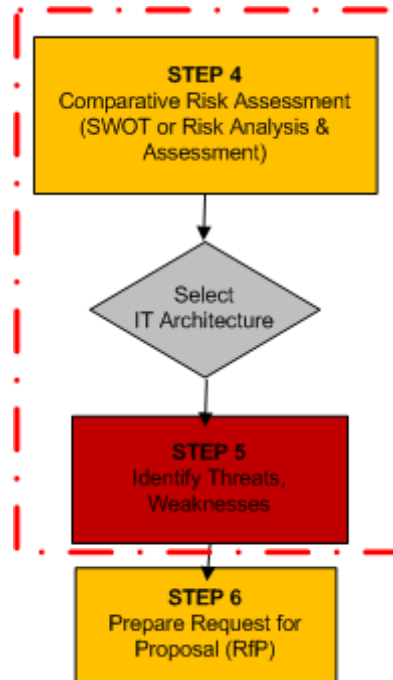 STEP 4
Comparative Risk Assessment
(SWOT or Risk Analysis &
Assessment)
Select
IT Architecture
STEP 5
Identify Threats,
Weaknesses
STEP 6
Prepare Request for
Proposal (RfP)